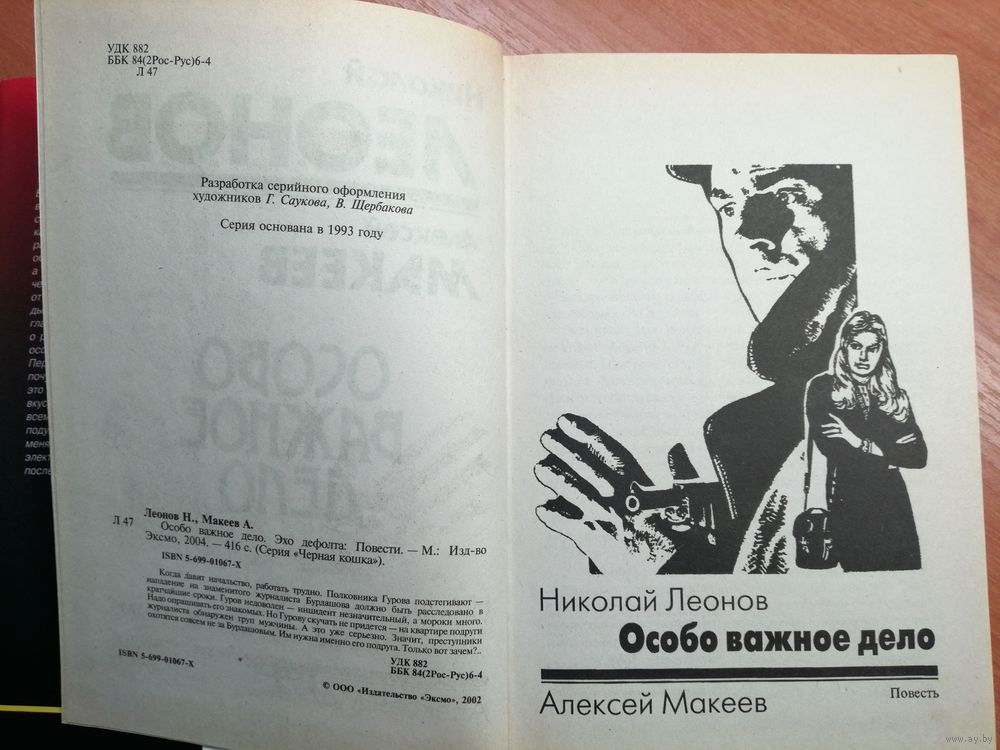 УДК 882
ББК 84(2Рос-Рус)6-4
Л 47
Разработка серийного оформления
художников Г. Саукова, В. Щербакова
Серия основана в 1993 году
Леонов Н., Макеев А.
Л 47 Особо важное дело. Эхо дефолта: Повести. — М.: Изд-во
Эксмо, 2004. — 416 с. (Серия «Черная кошка»).
ISBN 5-699-01067-X
Когда давит начальство, работать трудно. Полковника Гурова подстегивают —
нападение на знаменитого журналиста Бурдашова должно быть расследовано в
кратчайшие сроки. Гуров недоволен — инцидент незначительный, а мороки много.
Надо опрашивать его знакомых. Но Гурову скучать не придется — на квартире подруги
журналиста обнаружен труп мужчины. А это уже серьезно. Значит, преступники
охотятся совсем не за Бурдашовым. Им нужна именно его подруга. Только вот зачем?..
УДК 882
ББК 84(2Рос-Рус)6-4
ISBN 5-699-01067-X
© ООО «Издательство «Эксмо», 2002
Николай Леонов
Особо важное дело
Алексей Макеев
Повесть
www.ay.by